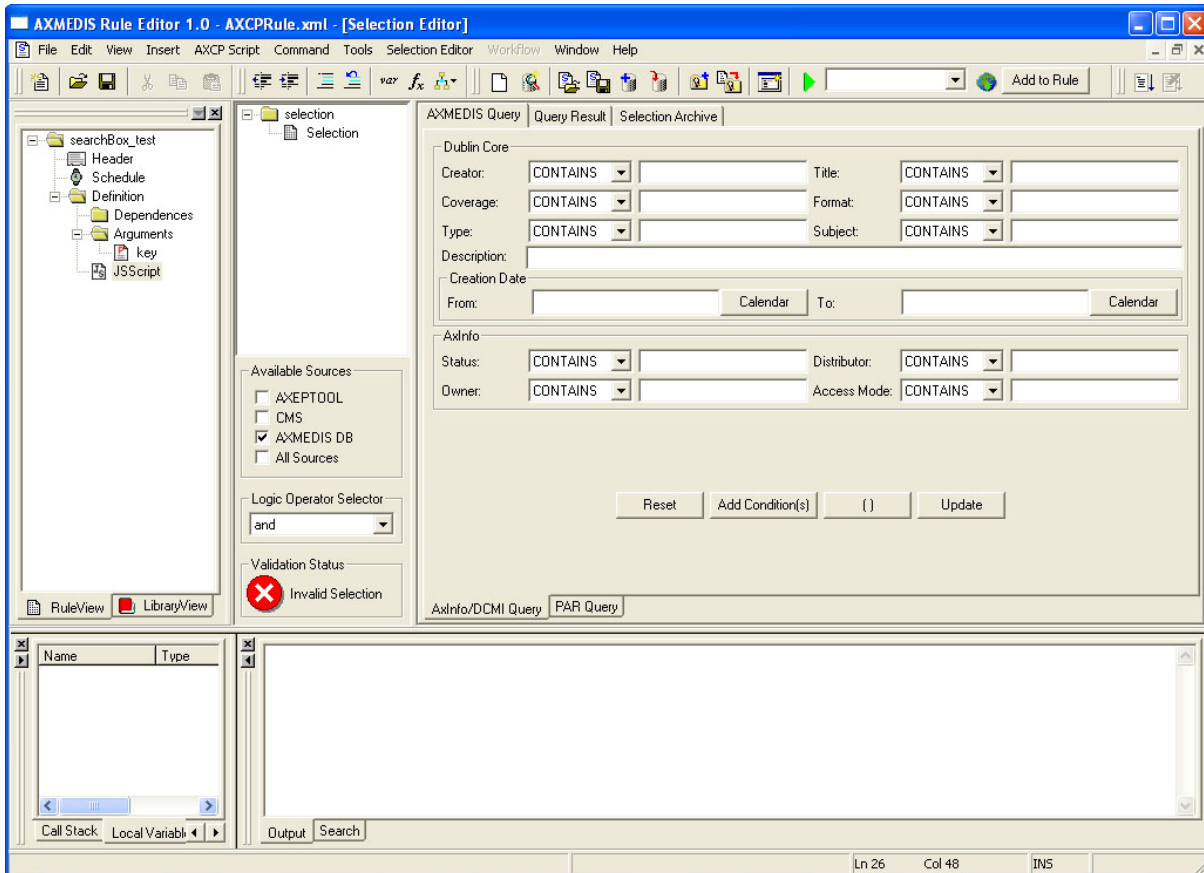 AXMEDIS Rule Editor 1.0 - AXCPRule.xml - [Selection Editor]
File Edit View Insert AXCP Script Command Tools Selection Editor Workflow Window Help
var fx Add to Rule
searchBox_test
Header
Schedule
Definition
Dependences
Arguments
key
JSScript
RuleView LibraryView
selection
Selection
Available Sources
AXEPTOOL
CMS
AXMEDIS DB
All Sources
Logic Operator Selector
and
Validation Status
Invalid Selection
AXMEDIS Query Query Result Selection Archive
Dublin Core
Creator: CONTAINS Title: CONTAINS
Coverage: CONTAINS Format: CONTAINS
Type: CONTAINS Subject: CONTAINS
Description:
Creation Date
From: Calendar To: Calendar
AxInfo
Status: CONTAINS Distributor: CONTAINS
Owner: CONTAINS Access Mode: CONTAINS
Reset Add Condition(s) ( ) Update
AxInfo/DCMI Query PAR Query
Name Type
Call Stack Local Variabl
Output Search
Ln 26 Col 48 INS